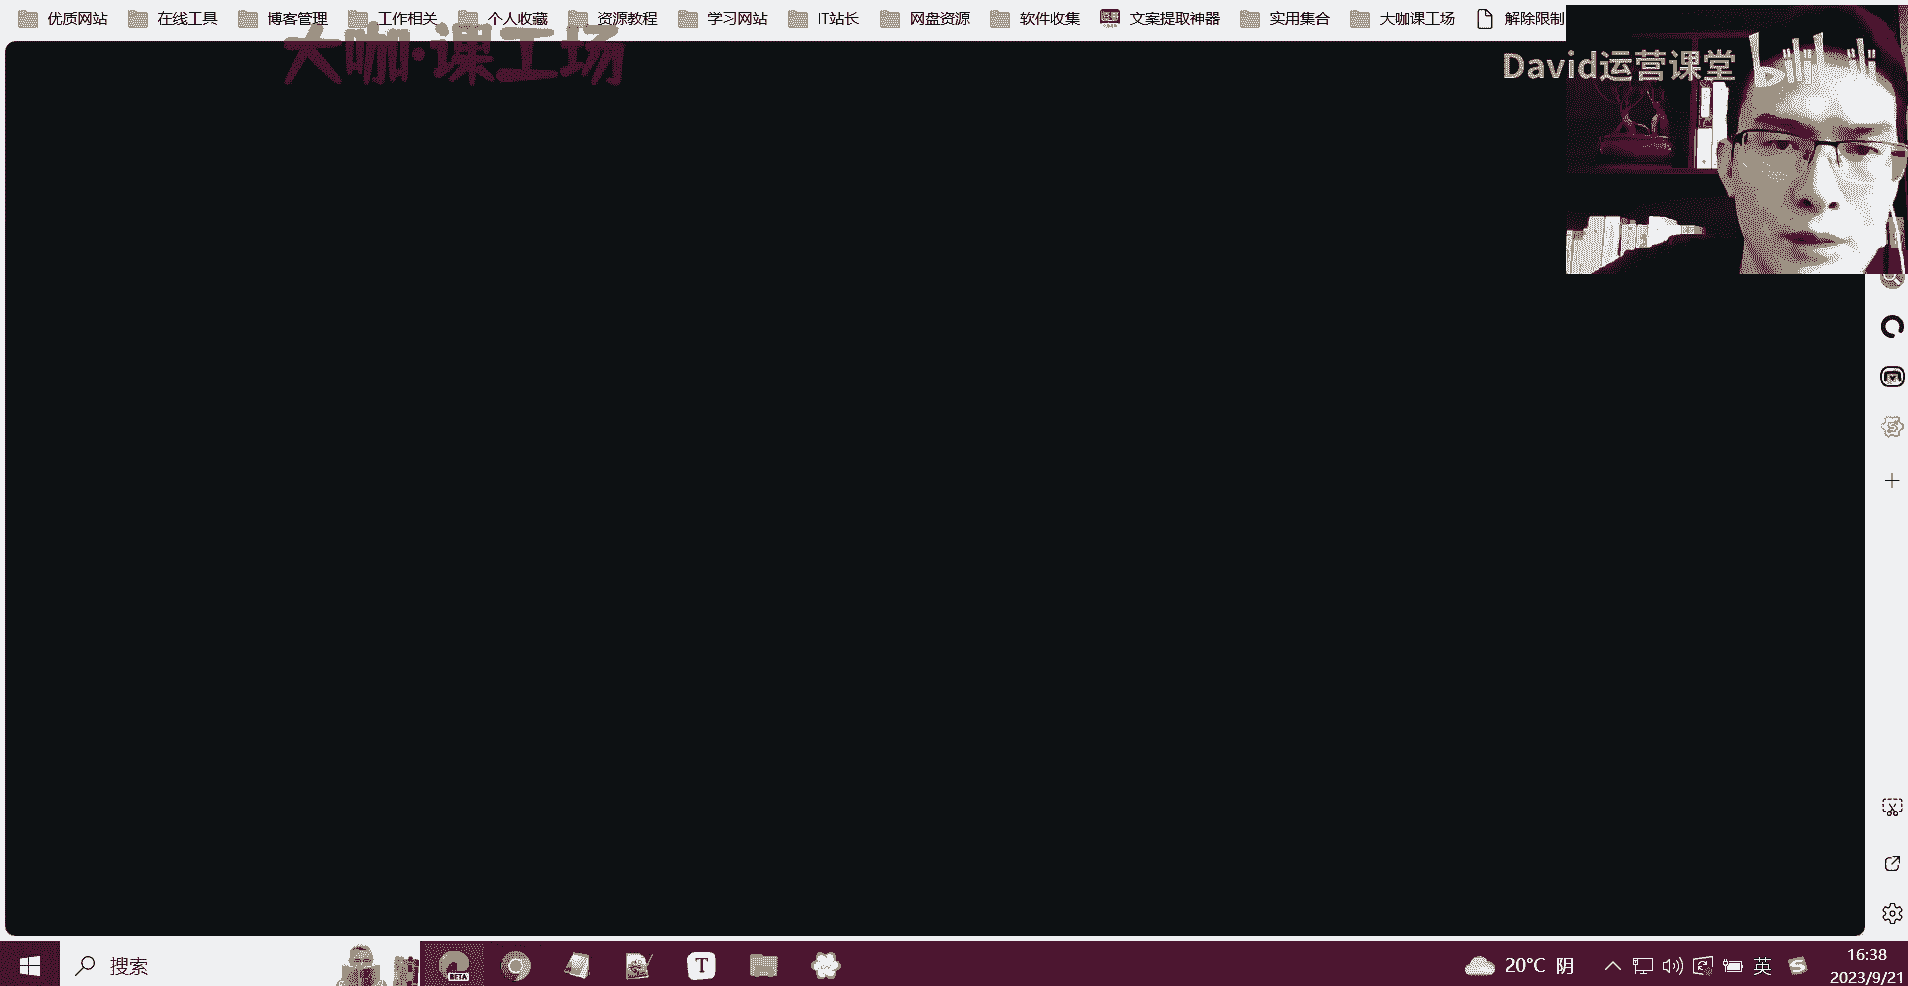 优质网站 在线工具 博客管理 工作相关 个人收藏 资源教程 学习网站 IT站长 网盘资源 软件收集 文案提取神器 实用集合 大咖课工场 解除限制
大咖·课工场
David运营课堂 bilibili
搜索
BETA
T
20°C 阴
英
S
16:38
2023/9/21